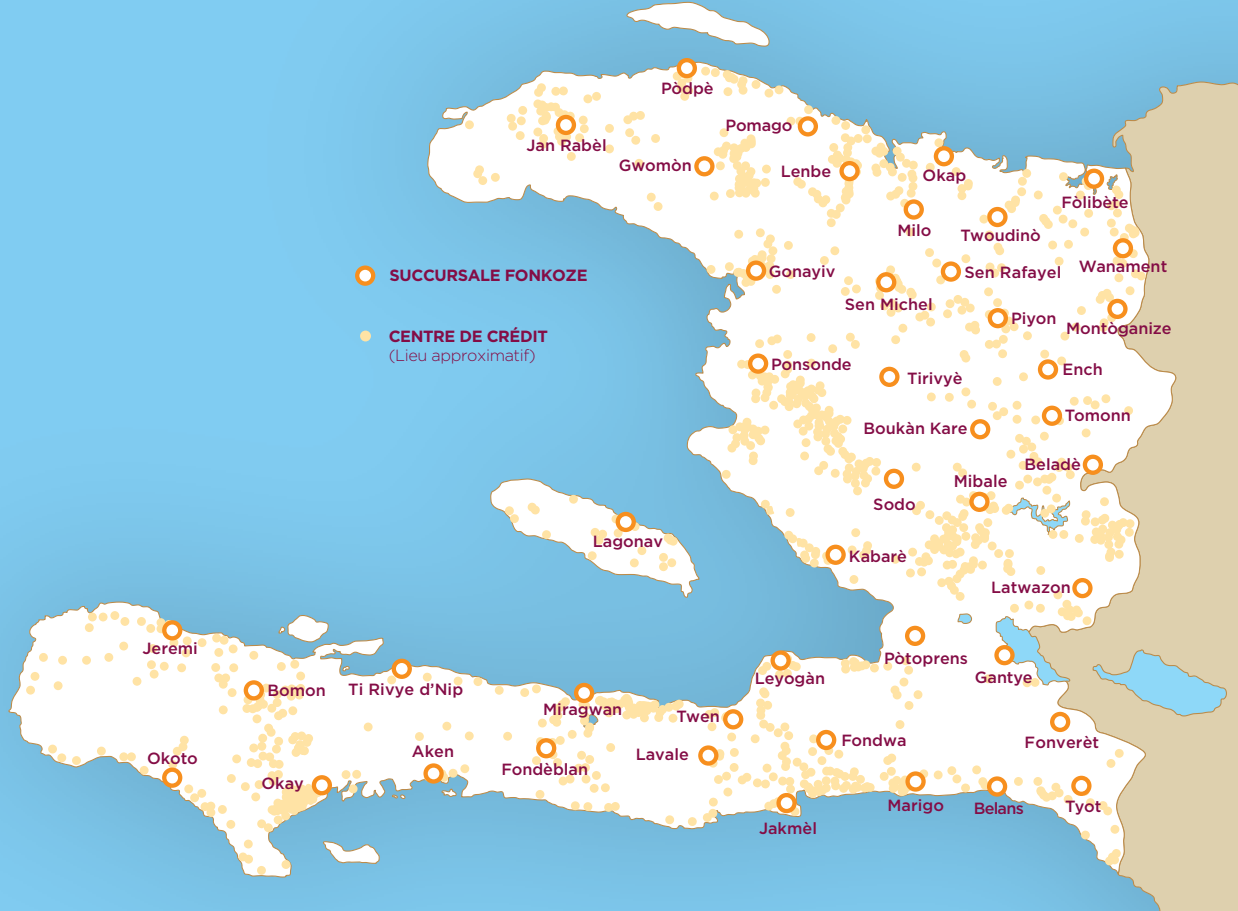 Pòdpè
Pomago
Jan Rabèl
Gwomòn
Lenbe
Okap
Fòlibète
Milo
Twoudinò
Wanament
SUCCURSALE FONKOZE
Gonayiv
Sen Rafayel
Sen Michel
Piyon
Montòganize
CENTRE DE CRÉDIT
(Lieu approximatif)
Ponsonde
Tirivyè
Ench
Tomonn
Boukàn Kare
Beladè
Mibale
Sodo
Lagonav
Kabarè
Latwazon
Jeremi
Pòtoprens
Gantye
Bomon
Ti Rivye d'Nip
Leyogàn
Miragwan
Twen
Fondwa
Fonverèt
Okoto
Aken
Lavale
Fondèblan
Okay
Marigo
Belans
Tyot
Jakmèl